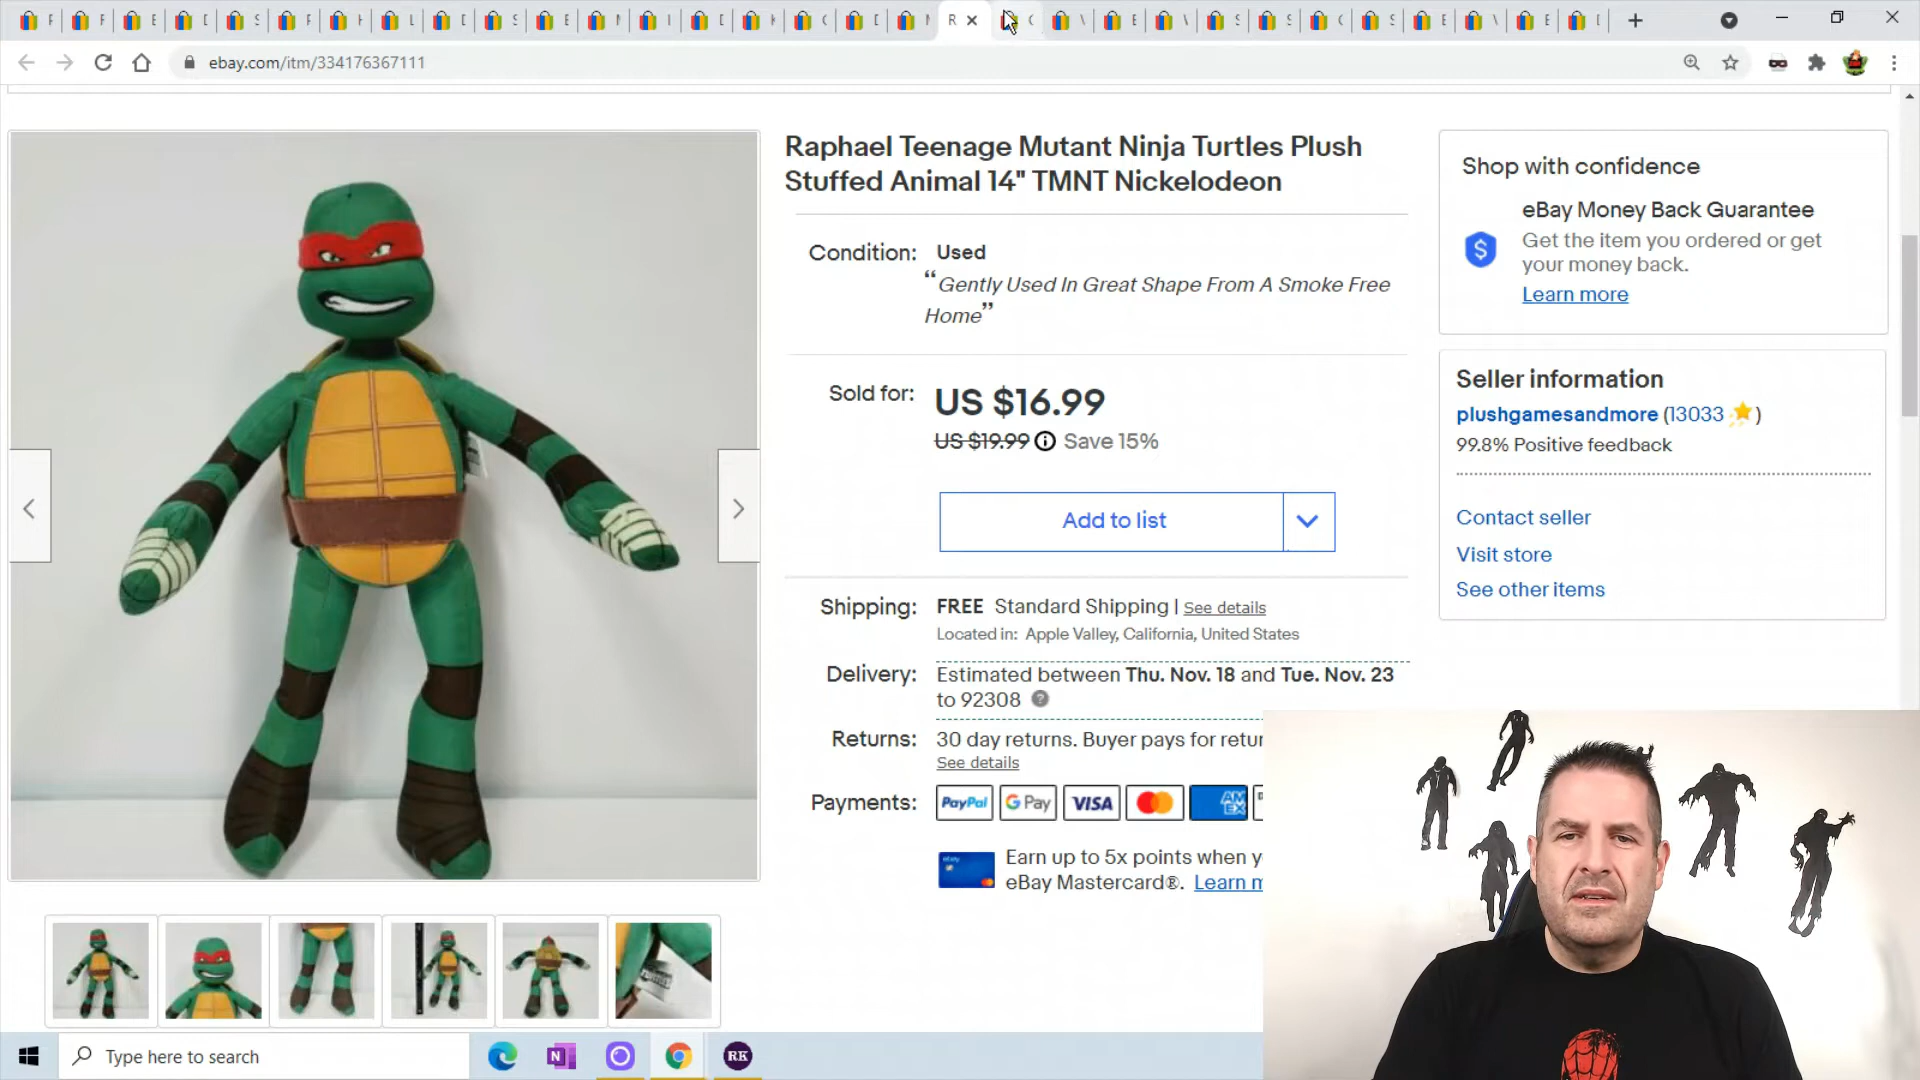 ebay.com/itm/334176367111
Raphael Teenage Mutant Ninja Turtles Plush
Stuffed Animal 14" TMNT Nickelodeon
Condition: Used
“Gently Used In Great Shape From A Smoke Free
Home”
Sold for: US $16.99
US $19.99 Save 15%
Add to list
Shipping: FREE Standard Shipping | See details
Located in: Apple Valley, California, United States
Delivery: Estimated between Thu. Nov. 18 and Tue. Nov. 23
to 92308
Returns: 30 day returns. Buyer pays for retur
See details
Payments: PayPal G Pay VISA AM EX
Earn up to 5x points when y
eBay Mastercard®. Learn m
Shop with confidence
eBay Money Back Guarantee
Get the item you ordered or get
your money back.
Learn more
Seller information
plushgamesandmore (13033)
99.8% Positive feedback
Contact seller
Visit store
See other items
Type here to search
N
RK